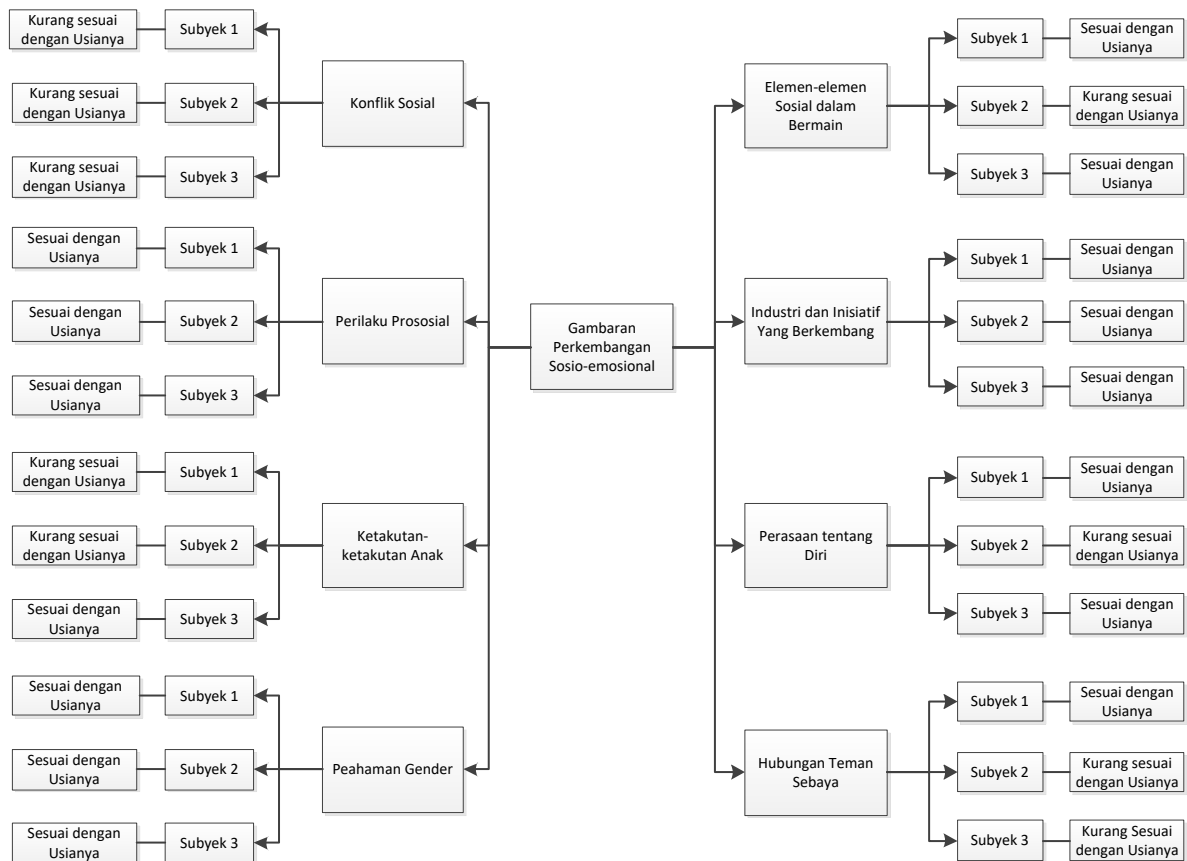 Kurang sesuai
dengan Usianya
Subyek 1
Kurang sesuai
dengan Usianya
Subyek 2
Kurang sesuai
dengan Usianya
Subyek 3
Konflik Sosial
Sesuai dengan
Usianya
Subyek 1
Sesuai dengan
Usianya
Subyek 2
Sesuai dengan
Usianya
Subyek 3
Perilaku Prososial
Kurang sesuai
dengan Usianya
Subyek 1
Kurang sesuai
dengan Usianya
Subyek 2
Sesuai dengan
Usianya
Subyek 3
Ketakutan-
ketakutan Anak
Sesuai dengan
Usianya
Subyek 1
Sesuai dengan
Usianya
Subyek 2
Sesuai dengan
Usianya
Subyek 3
Peahaman Gender
Gambaran
Perkembangan
Sosio-emosional
Elemen-elemen
Sosial dalam
Bermain
Subyek 1
Sesuai dengan
Usianya
Subyek 2
Kurang sesuai
dengan Usianya
Subyek 3
Sesuai dengan
Usianya
Industri dan Inisiatif
Yang Berkembang
Subyek 1
Sesuai dengan
Usianya
Subyek 2
Sesuai dengan
Usianya
Subyek 3
Sesuai dengan
Usianya
Perasaan tentang
Diri
Subyek 1
Sesuai dengan
Usianya
Subyek 2
Kurang sesuai
dengan Usianya
Subyek 3
Sesuai dengan
Usianya
Hubungan Teman
Sebaya
Subyek 1
Sesuai dengan
Usianya
Subyek 2
Kurang sesuai
dengan Usianya
Subyek 3
Kurang Sesuai
dengan Usianya